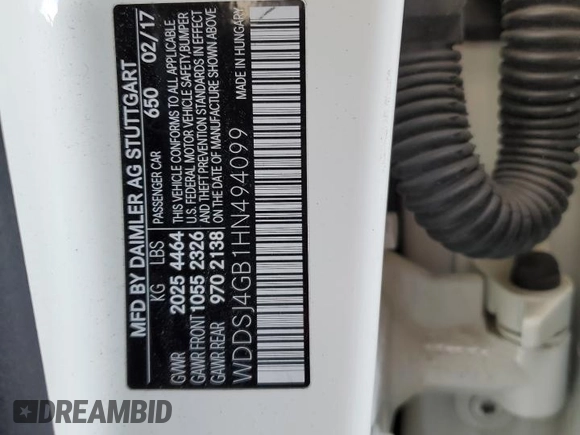 MFD BY DAIMLER AG STUTTGART
KG LBS PASSENGER CAR 650 02/17
GVWR 2025 4464 THIS VEHICLE CONFORMS TO ALL APPLICABLE
GAWR FRONT 1055 2326 U.S. FEDERAL MOTOR VEHICLE SAFETY, BUMPER
GAWR REAR 970 2138 AND THEFT PREVENTION STANDARDS IN EFFECT
ON THE DATE OF MANUFACTURE SHOWN ABOVE
WDDSJ4GB1HN494099
MADE IN HUNGARY
DREAMBID